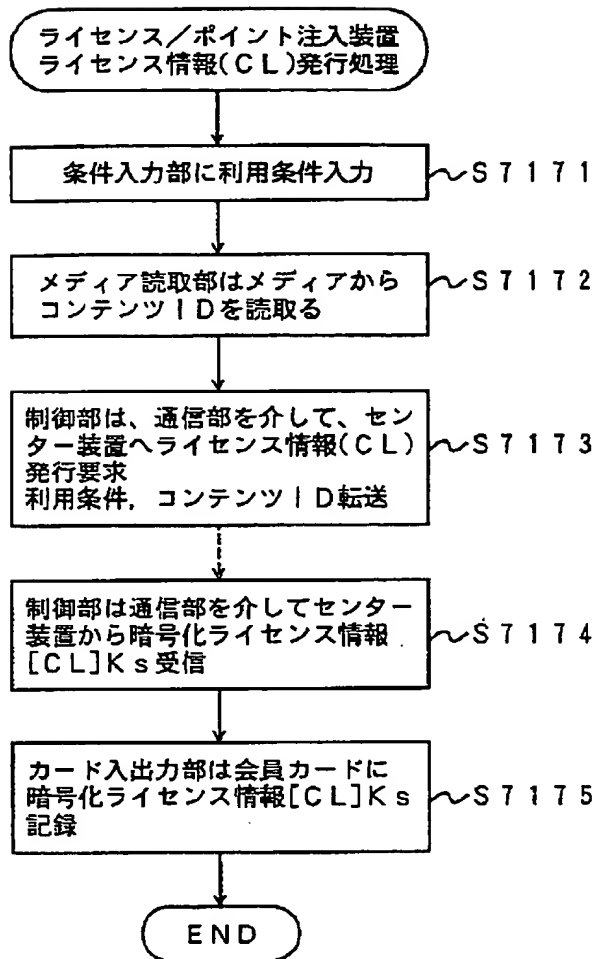 ライセンス／ポイント注入装置
ライセンス情報(CL)発行処理
条件入力部に利用条件入力
S7171
メディア読取部はメディアから
コンテンツIDを読取る
S7172
制御部は、通信部を介して、セン
ター装置へライセンス情報(CL)
発行要求
利用条件，コンテンツID転送
S7173
制御部は通信部を介してセンター
装置から暗号化ライセンス情報
[CL]Ks受信
S7174
カード入出力部は会員カードに
暗号化ライセンス情報[CL]Ks
記録
S7175
END